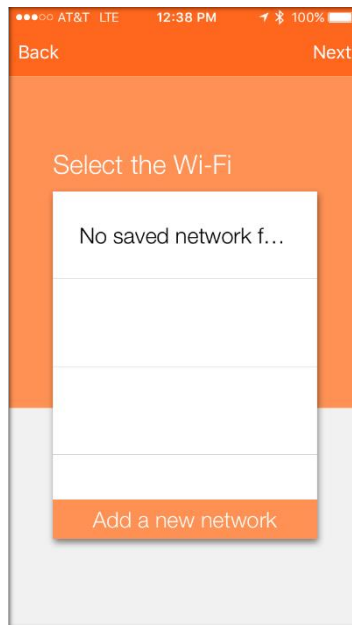 ●●●○○ AT&T LTE 12:38 PM 100%
Back Next
Select the Wi-Fi
No saved network f...
Add a new network